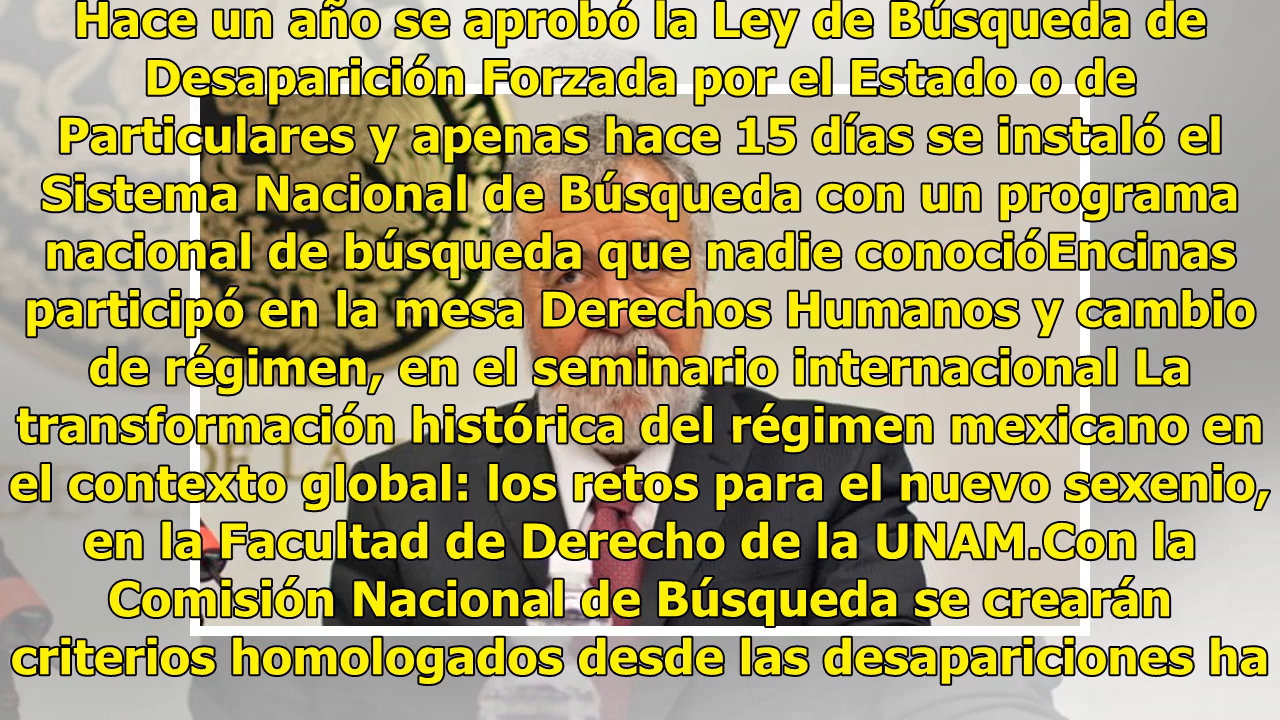 Hace un año se aprobó la Ley de Búsqueda de
Desaparición Forzada por el Estado o de
Particulares y apenas hace 15 días se instaló el
Sistema Nacional de Búsqueda con un programa
nacional de búsqueda que nadie conocióEncinas
participó en la mesa Derechos Humanos y cambio
de régimen, en el seminario internacional La
transformación histórica del régimen mexicano en
el contexto global: los retos para el nuevo sexenio,
en la Facultad de Derecho de la UNAM.Con la
Comisión Nacional de Búsqueda se crearán
criterios homologados desde las desapariciones ha
DE LA